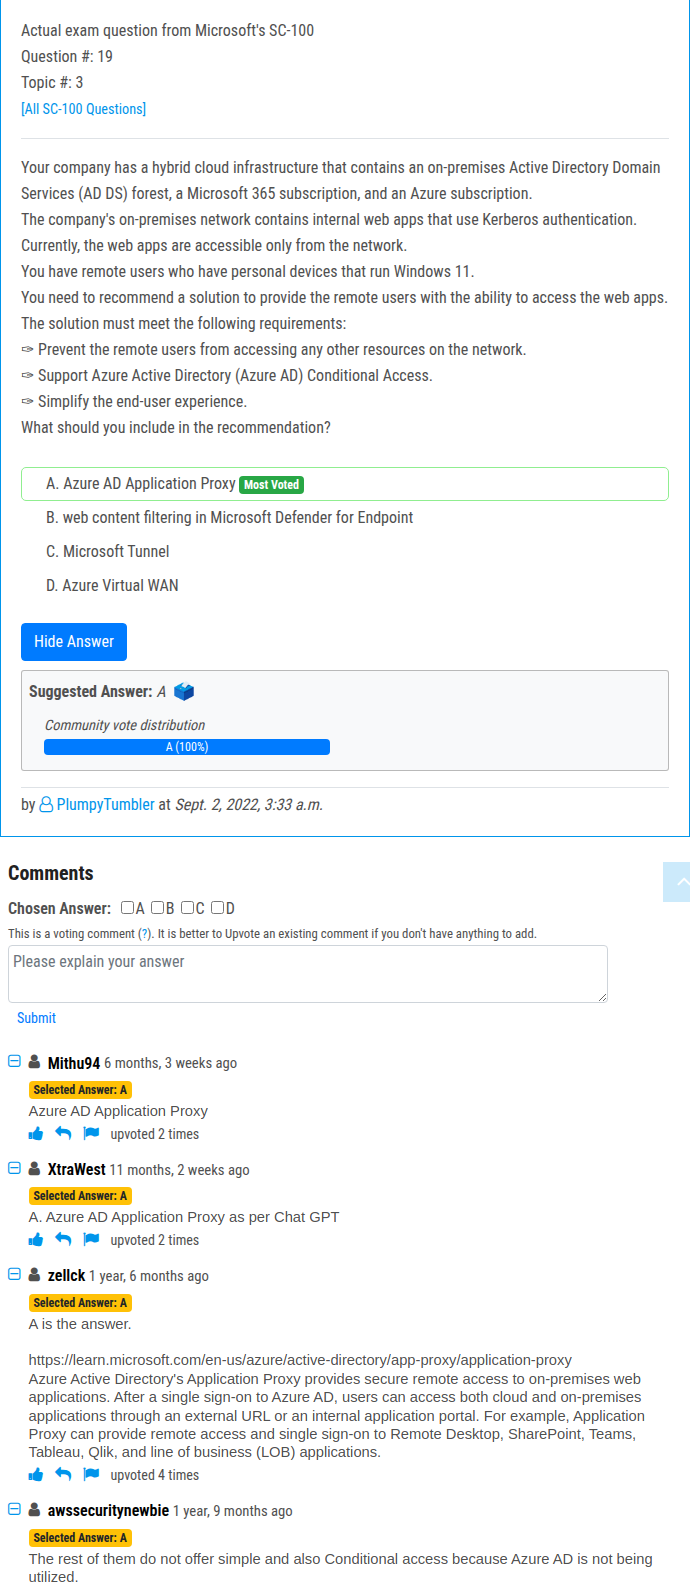 Actual exam question from Microsoft's SC-100
Question #: 19
Topic #: 3
[All SC-100 Questions]
Your company has a hybrid cloud infrastructure that contains an on-premises Active Directory Domain
Services (AD DS) forest, a Microsoft 365 subscription, and an Azure subscription.
The company's on-premises network contains internal web apps that use Kerberos authentication.
Currently, the web apps are accessible only from the network.
You have remote users who have personal devices that run Windows 11.
You need to recommend a solution to provide the remote users with the ability to access the web apps.
The solution must meet the following requirements:
✑ Prevent the remote users from accessing any other resources on the network.
✑ Support Azure Active Directory (Azure AD) Conditional Access.
✑ Simplify the end-user experience.
What should you include in the recommendation?
A. Azure AD Application Proxy Most Voted
B. web content filtering in Microsoft Defender for Endpoint
C. Microsoft Tunnel
D. Azure Virtual WAN
Hide Answer
Suggested Answer: A
Community vote distribution
A (100%)
by PlumpyTumbler at Sept. 2, 2022, 3:33 a.m.
Comments
Chosen Answer: A B C D
This is a voting comment (?). It is better to Upvote an existing comment if you don't have anything to add.
Please explain your answer
Submit
Mithu94 6 months, 3 weeks ago
Selected Answer: A
Azure AD Application Proxy
upvoted 2 times
XtraWest 11 months, 2 weeks ago
Selected Answer: A
A. Azure AD Application Proxy as per Chat GPT
upvoted 2 times
zellck 1 year, 6 months ago
Selected Answer: A
A is the answer.
https://learn.microsoft.com/en-us/azure/active-directory/app-proxy/application-proxy
Azure Active Directory's Application Proxy provides secure remote access to on-premises web
applications. After a single sign-on to Azure AD, users can access both cloud and on-premises
applications through an external URL or an internal application portal. For example, Application
Proxy can provide remote access and single sign-on to Remote Desktop, SharePoint, Teams,
Tableau, Qlik, and line of business (LOB) applications.
upvoted 4 times
awssecuritynewbie 1 year, 9 months ago
Selected Answer: A
The rest of them do not offer simple and also Conditional access because Azure AD is not being
utilized.